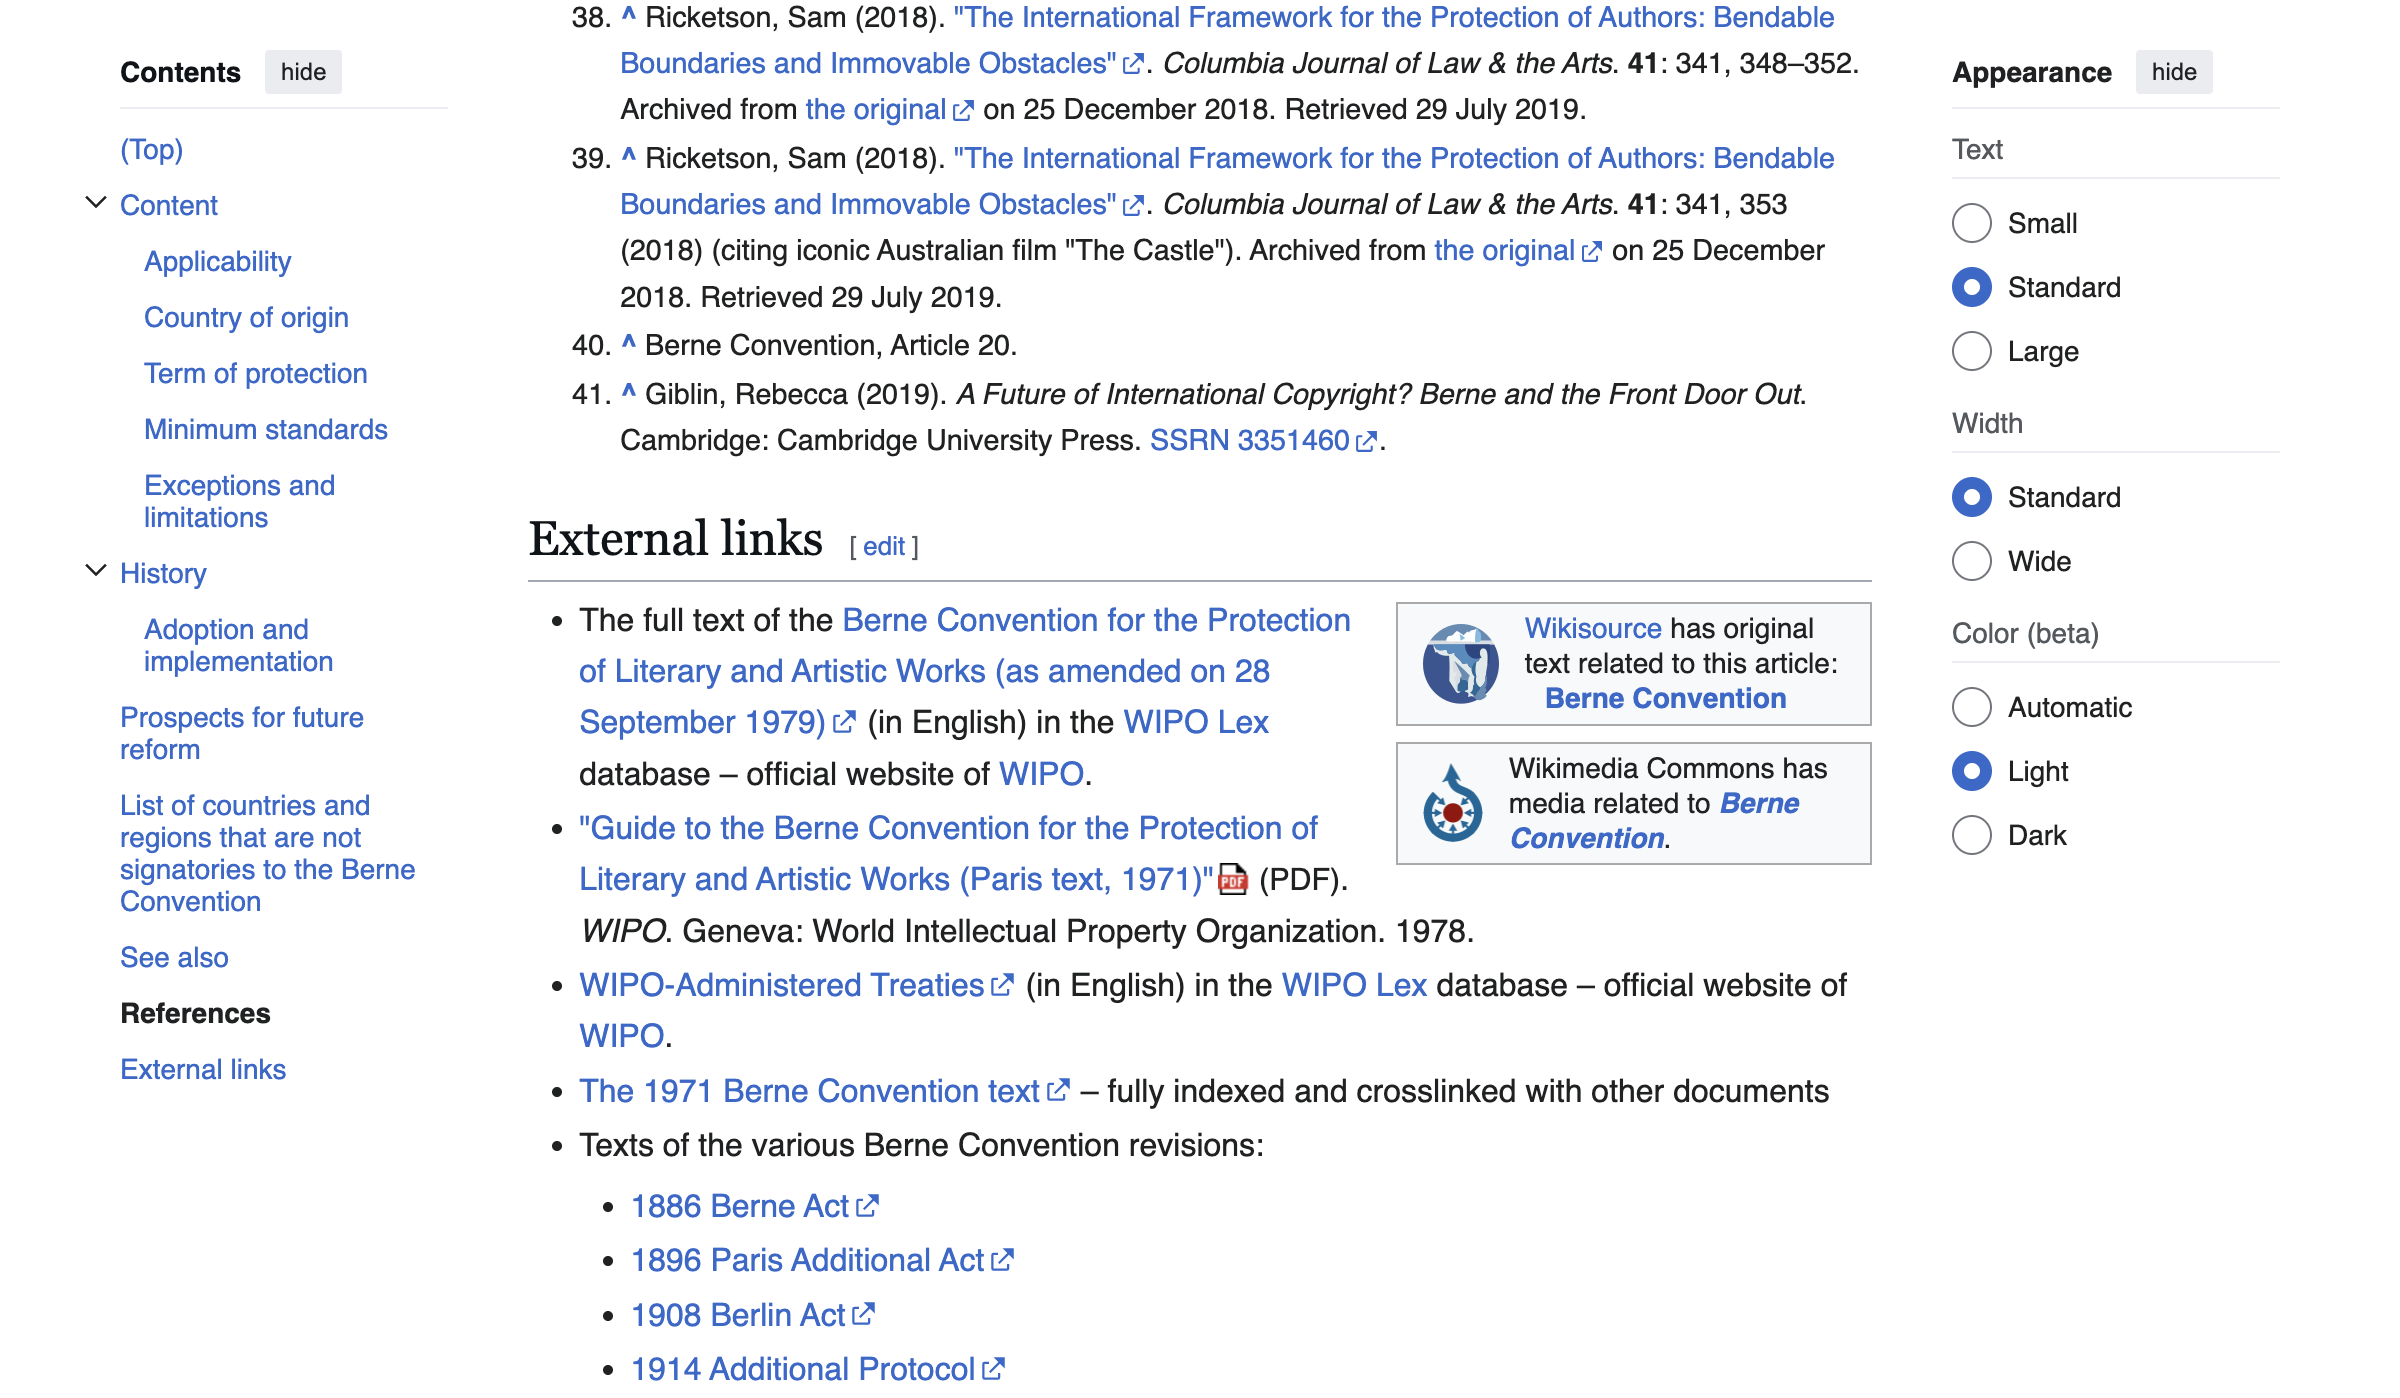 Contents hide
(Top)
Content
Applicability
Country of origin
Term of protection
Minimum standards
Exceptions and
limitations
History
Adoption and
implementation
Prospects for future
reform
List of countries and
regions that are not
signatories to the Berne
Convention
See also
References
External links
38. ^ Ricketson, Sam (2018). "The International Framework for the Protection of Authors: Bendable
Boundaries and Immovable Obstacles". Columbia Journal of Law & the Arts. 41: 341, 348–352.
Archived from the original on 25 December 2018. Retrieved 29 July 2019.
39. ^ Ricketson, Sam (2018). "The International Framework for the Protection of Authors: Bendable
Boundaries and Immovable Obstacles". Columbia Journal of Law & the Arts. 41: 341, 353
(2018) (citing iconic Australian film "The Castle"). Archived from the original on 25 December
2018. Retrieved 29 July 2019.
40. ^ Berne Convention, Article 20.
41. ^ Giblin, Rebecca (2019). A Future of International Copyright? Berne and the Front Door Out.
Cambridge: Cambridge University Press. SSRN 3351460.
External links [ edit ]
• The full text of the Berne Convention for the Protection
of Literary and Artistic Works (as amended on 28
September 1979) (in English) in the WIPO Lex
database – official website of WIPO.
• "Guide to the Berne Convention for the Protection of
Literary and Artistic Works (Paris text, 1971)" PDF (PDF).
WIPO. Geneva: World Intellectual Property Organization. 1978.
• WIPO-Administered Treaties (in English) in the WIPO Lex database – official website of
WIPO.
• The 1971 Berne Convention text – fully indexed and crosslinked with other documents
• Texts of the various Berne Convention revisions:
• 1886 Berne Act
• 1896 Paris Additional Act
• 1908 Berlin Act
• 1914 Additional Protocol
Wikisource has original
text related to this article:
Berne Convention
Wikimedia Commons has
media related to Berne
Convention.
Appearance hide
Text
Small
Standard
Large
Width
Standard
Wide
Color (beta)
Automatic
Light
Dark